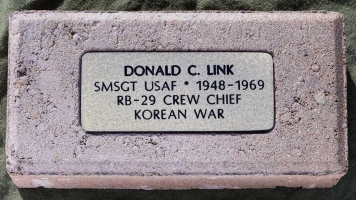 DONALD C. LINK
SMSGT USAF * 1948-1969
RB-29 CREW CHIEF
KOREAN WAR